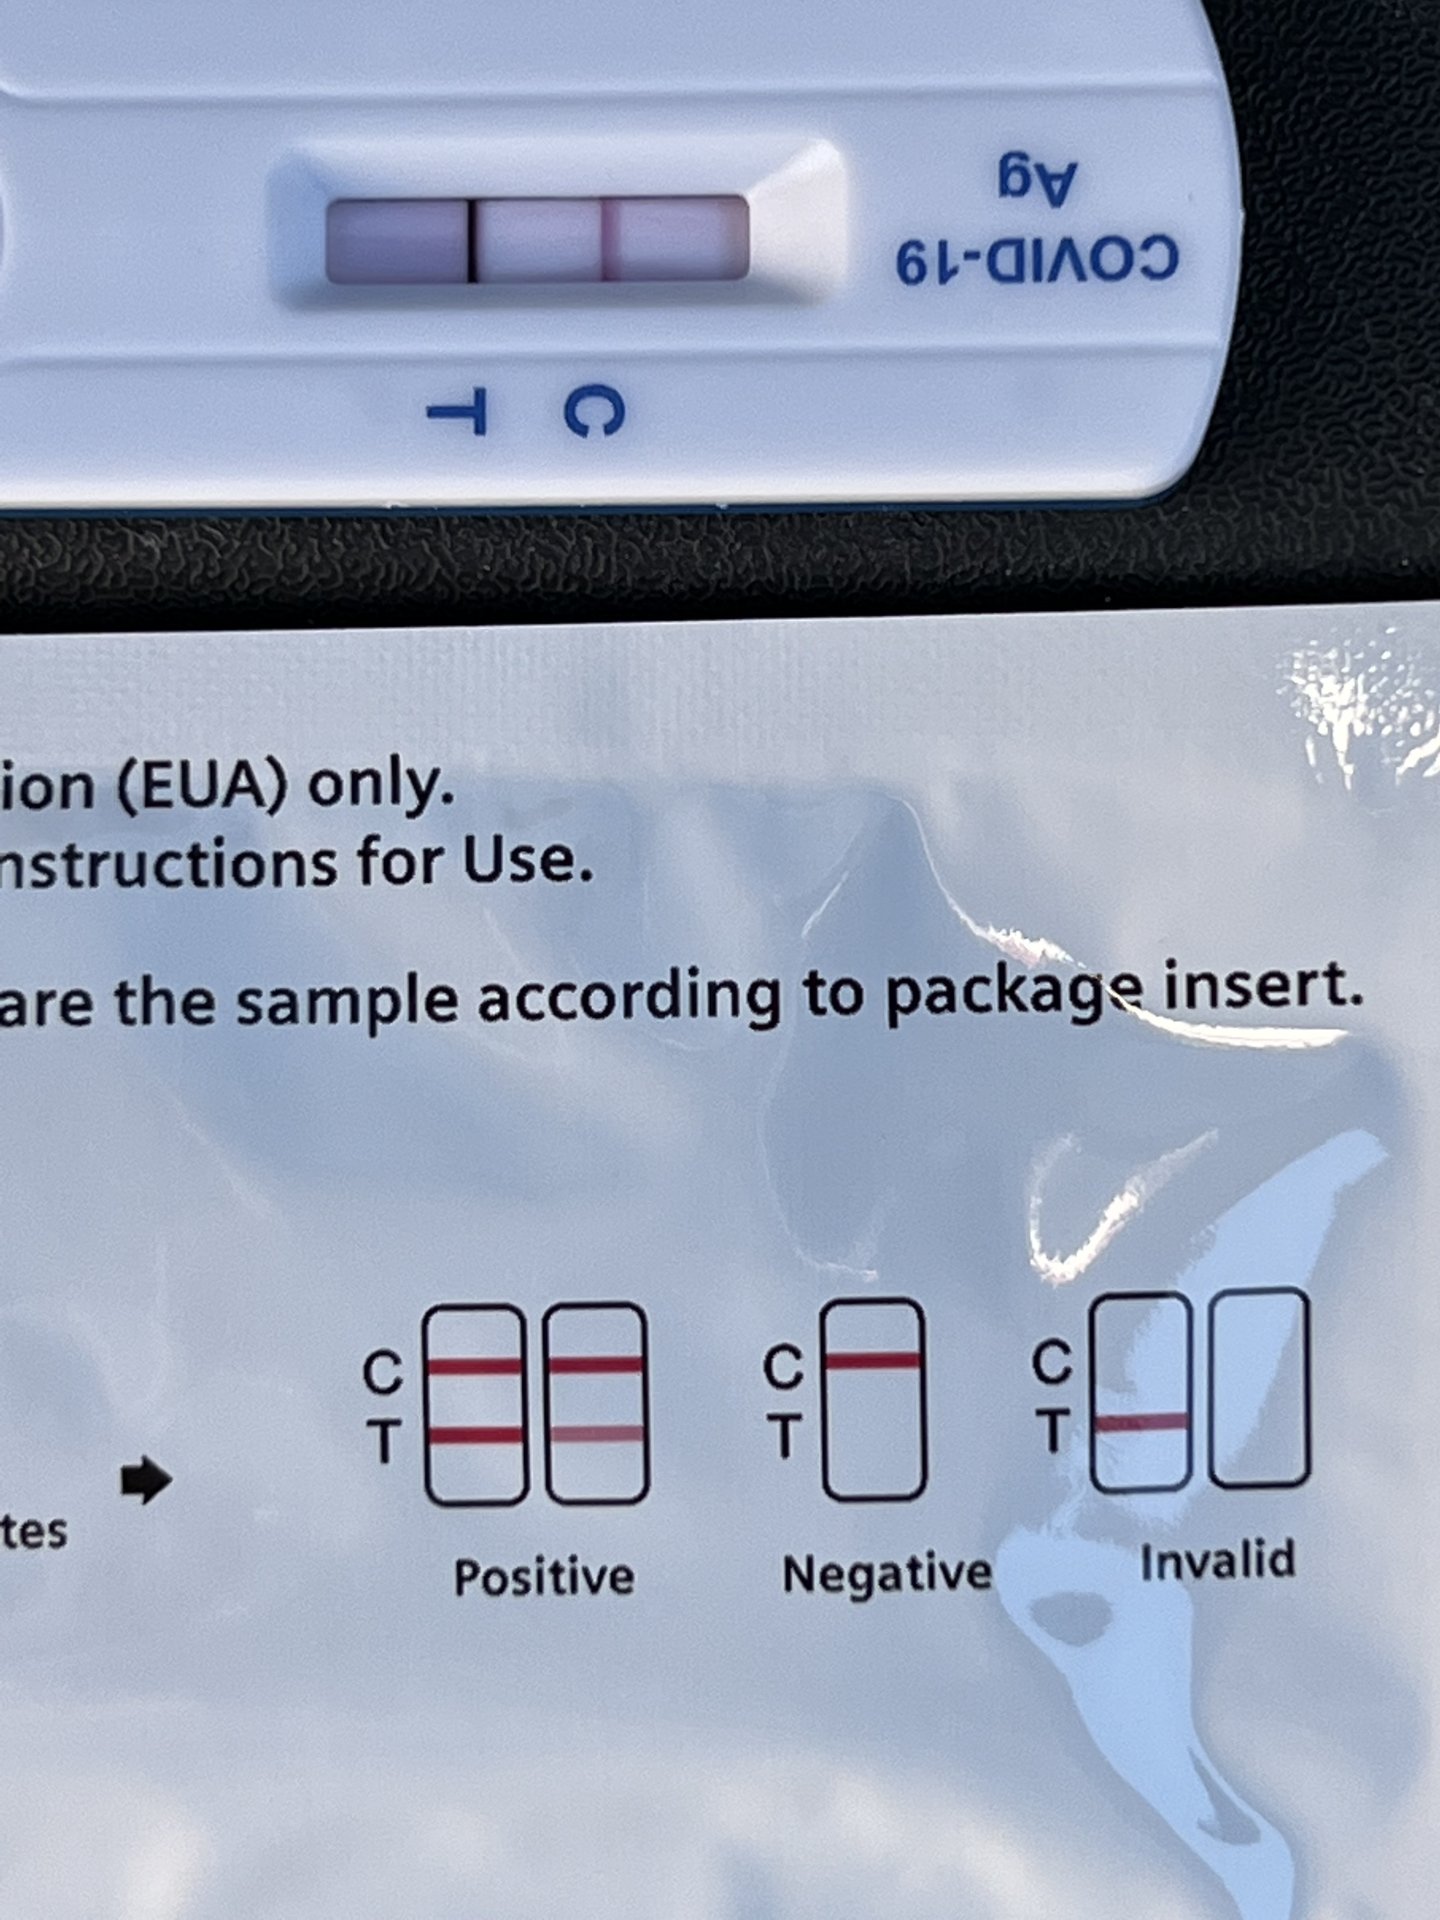 COVID-19
Ag
T C
ion (EUA) only.
nstructions for Use.
are the sample according to package insert.
C
T
C
T
C
T
tes
Positive Negative Invalid